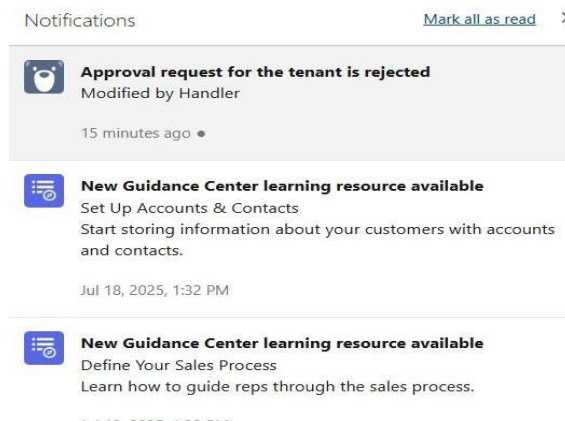 Notifications
Mark all as read
Approval request for the tenant is rejected
Modified by Handler
15 minutes ago
New Guidance Center learning resource available
Set Up Accounts & Contacts
Start storing information about your customers with accounts
and contacts.
Jul 18, 2025, 1:32 PM
New Guidance Center learning resource available
Define Your Sales Process
Learn how to guide reps through the sales process.